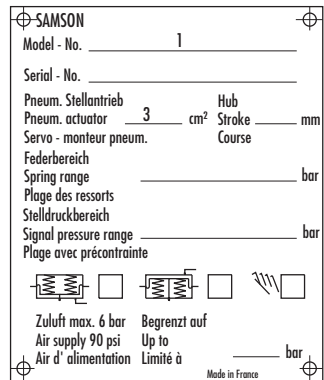 SAMSON
Model - No. 1
Serial - No.
Pneum. Stellantrieb Hub
Pneum. actuator 3 cm² Stroke mm
Servo - monteur pneum. Course
Federbereich
Spring range bar
Plage des ressorts
Stelldruckbereich
Signal pressure range bar
Plage avec précontrainte
Zuluft max. 6 bar Begrenzt auf
Air supply 90 psi Up to
Air d' alimentation Limité à bar
Made in France